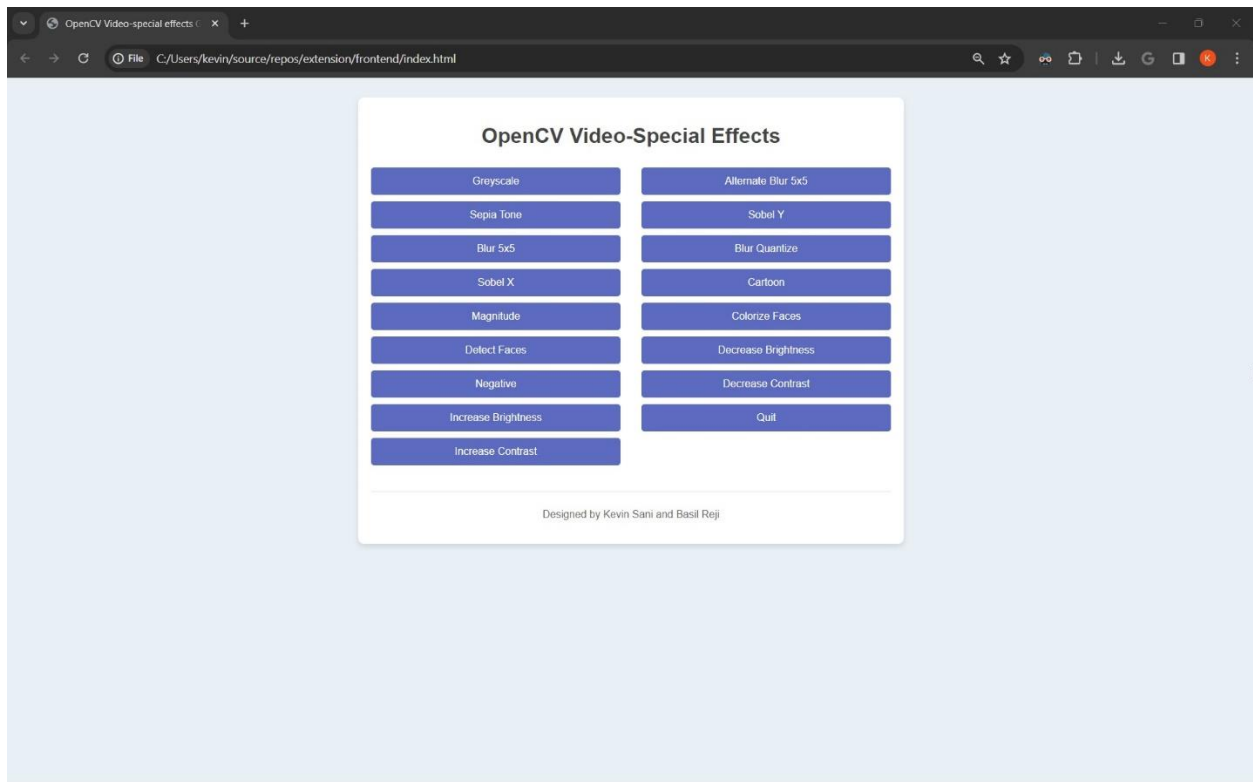 OpenCV Video-special effects C
File C:/Users/kevin/source/repos/extension/frontend/index.html
K
OpenCV Video-Special Effects
Greyscale Alternate Blur 5x5
Sepia Tone Sobel Y
Blur 5x5 Blur Quantize
Sobel X Cartoon
Magnitude Colorize Faces
Detect Faces Decrease Brightness
Negative Decrease Contrast
Increase Brightness Quit
Increase Contrast
Designed by Kevin Sani and Basil Reji